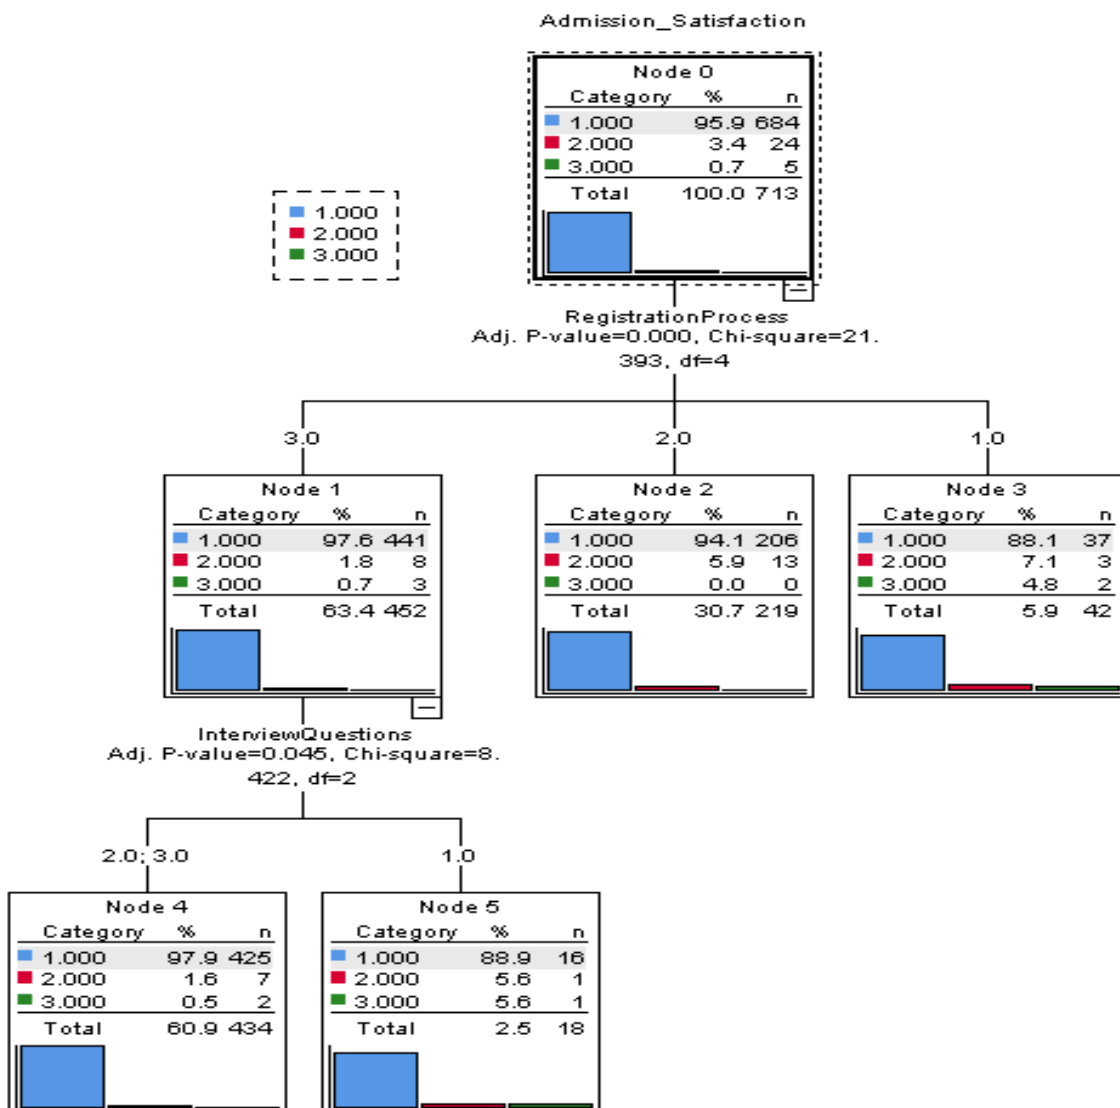 Admission_Satisfaction
Node 0
Category % n
1.000 95.9 684
2.000 3.4 24
3.000 0.7 5
Total 100.0 713
1.000
2.000
3.000
RegistrationProcess
Adj. P-value=0.000, Chi-square=21.
393, df=4
3.0 2.0 1.0
Node 1
Category % n
1.000 97.6 441
2.000 1.8 8
3.000 0.7 3
Total 63.4 452
Node 2
Category % n
1.000 94.1 206
2.000 5.9 13
3.000 0.0 0
Total 30.7 219
Node 3
Category % n
1.000 88.1 37
2.000 7.1 3
3.000 4.8 2
Total 5.9 42
InterviewQuestions
Adj. P-value=0.045, Chi-square=8.
422, df=2
2.0; 3.0 1.0
Node 4
Category % n
1.000 97.9 425
2.000 1.6 7
3.000 0.5 2
Total 60.9 434
Node 5
Category % n
1.000 88.9 16
2.000 5.6 1
3.000 5.6 1
Total 2.5 18